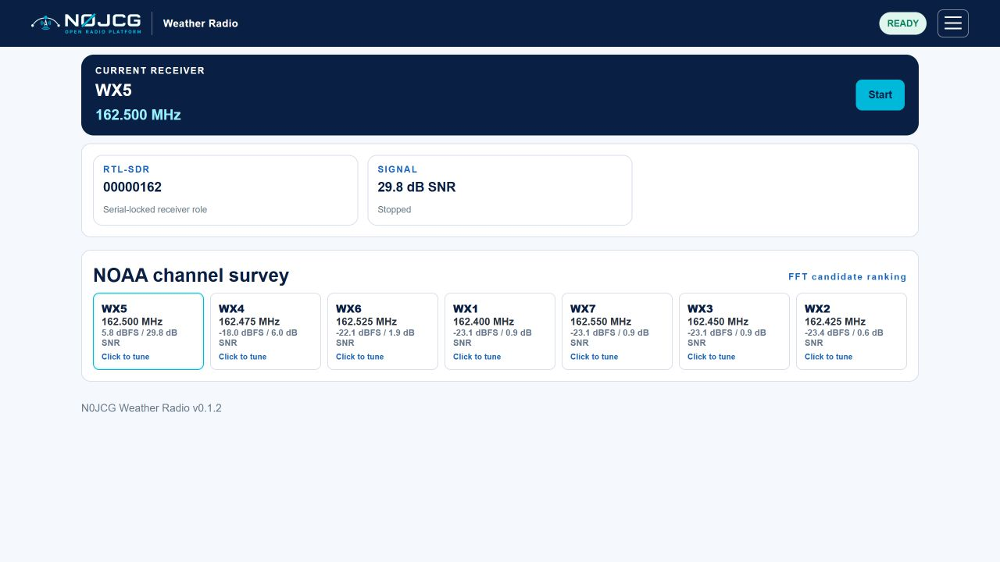 NØJCG
OPEN RADIO PLATFORM
Weather Radio
READY
CURRENT RECEIVER
WX5
162.500 MHz
Start
RTL-SDR
00000162
Serial-locked receiver role
SIGNAL
29.8 dB SNR
Stopped
NOAA channel survey
FFT candidate ranking
WX5
162.500 MHz
5.8 dBFS / 29.8 dB
SNR
Click to tune
WX4
162.475 MHz
-18.0 dBFS / 6.0 dB
SNR
Click to tune
WX6
162.525 MHz
-22.1 dBFS / 1.9 dB
SNR
Click to tune
WX1
162.400 MHz
-23.1 dBFS / 0.9 dB
SNR
Click to tune
WX7
162.550 MHz
-23.1 dBFS / 0.9 dB
SNR
Click to tune
WX3
162.450 MHz
-23.1 dBFS / 0.9 dB
SNR
Click to tune
WX2
162.425 MHz
-23.4 dBFS / 0.6 dB
SNR
Click to tune
N0JCG Weather Radio v0.1.2